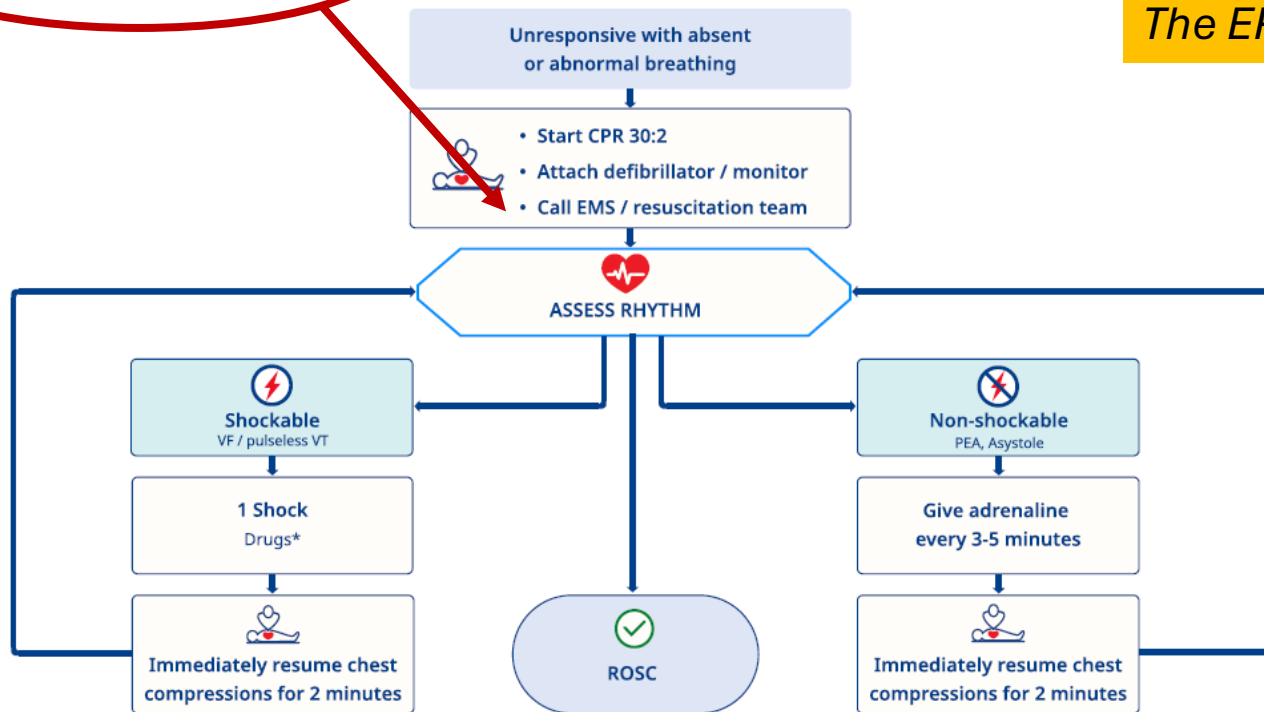 The
Unresponsive with absent
or abnormal breathing
• Start CPR 30:2
• Attach defibrillator / monitor
• Call EMS / resuscitation team
ASSESS RHYTHM
Shockable
VF / pulseless VT
1 Shock
Drugs*
Immediately resume chest
compressions for 2 minutes
ROSC
Non-shockable
PEA, Asystole
Give adrenaline
every 3-5 minutes
Immediately resume chest
compressions for 2 minutes